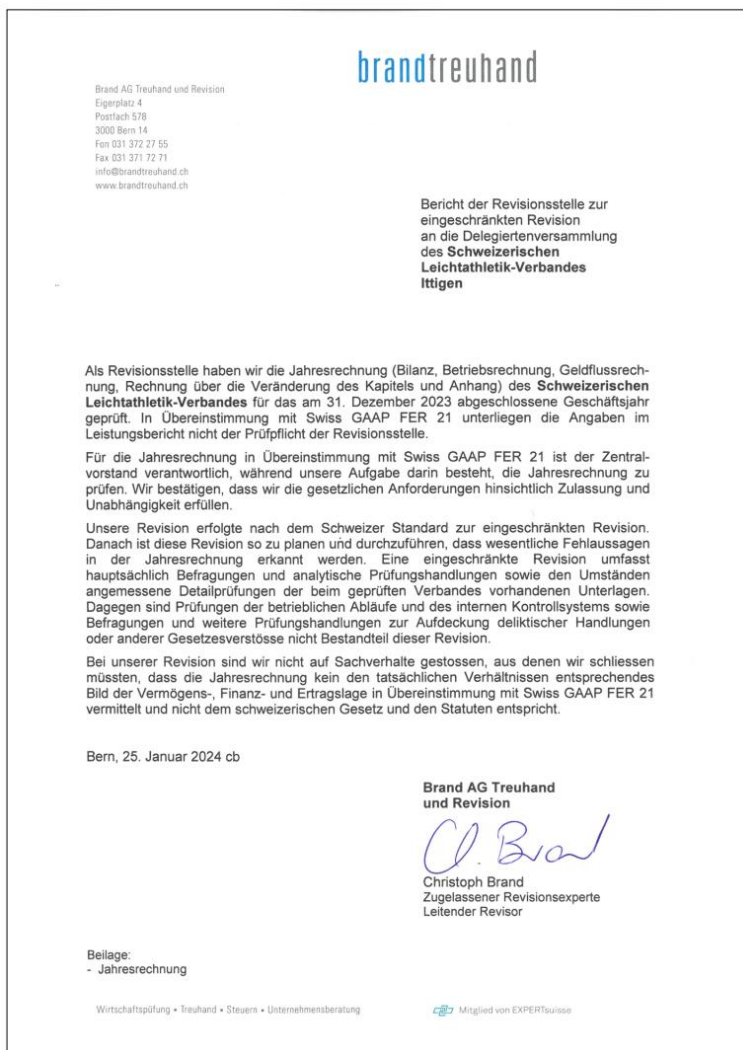 brandtreuhand
Brand AG Treuhand und Revision
Eigerplatz 4
Postfach 578
3000 Bern 14
Fon 031 372 27 55
Fax 031 371 72 71
info@brandtreuhand.ch
www.brandtreuhand.ch
Bericht der Revisionsstelle zur
eingeschränkten Revision
an die Delegiertenversammlung
des Schweizerischen
Leichtathletik-Verbandes
Ittigen
Als Revisionsstelle haben wir die Jahresrechnung (Bilanz, Betriebsrechnung, Geldflussrech-
nung, Rechnung über die Veränderung des Kapitels und Anhang) des Schweizerischen
Leichtathletik-Verbandes für das am 31. Dezember 2023 abgeschlossene Geschäftsjahr
geprüft. In Übereinstimmung mit Swiss GAAP FER 21 unterliegen die Angaben im
Leistungsbericht nicht der Prüfpflicht der Revisionsstelle.
Für die Jahresrechnung in Übereinstimmung mit Swiss GAAP FER 21 ist der Zentral-
vorstand verantwortlich, während unsere Aufgabe darin besteht, die Jahresrechnung zu
prüfen. Wir bestätigen, dass wir die gesetzlichen Anforderungen hinsichtlich Zulassung und
Unabhängigkeit erfüllen.
Unsere Revision erfolgte nach dem Schweizer Standard zur eingeschränkten Revision.
Danach ist diese Revision so zu planen und durchzuführen, dass wesentliche Fehlaussagen
in der Jahresrechnung erkannt werden. Eine eingeschränkte Revision umfasst
hauptsächlich Befragungen und analytische Prüfungshandlungen sowie den Umständen
angemessene Detailprüfungen der beim geprüften Verbandes vorhandenen Unterlagen.
Dagegen sind Prüfungen der betrieblichen Abläufe und des internen Kontrollsystems sowie
Befragungen und weitere Prüfungshandlungen zur Aufdeckung deliktischer Handlungen
oder anderer Gesetzesverstösse nicht Bestandteil dieser Revision.
Bei unserer Revision sind wir nicht auf Sachverhalte gestossen, aus denen wir schliessen
müssten, dass die Jahresrechnung kein den tatsächlichen Verhältnissen entsprechendes
Bild der Vermögens-, Finanz- und Ertragslage in Übereinstimmung mit Swiss GAAP FER 21
vermittelt und nicht dem schweizerischen Gesetz und den Statuten entspricht.
Bern, 25. Januar 2024 cb
Brand AG Treuhand
und Revision
Ch. Brand
Christoph Brand
Zugelassener Revisionsexperte
Leitender Revisor
Beilage:
- Jahresrechnung
Wirtschaftspüfung • Treuhand • Steuern • Unternehmensberatung
Mitglied von EXPERTsuisse